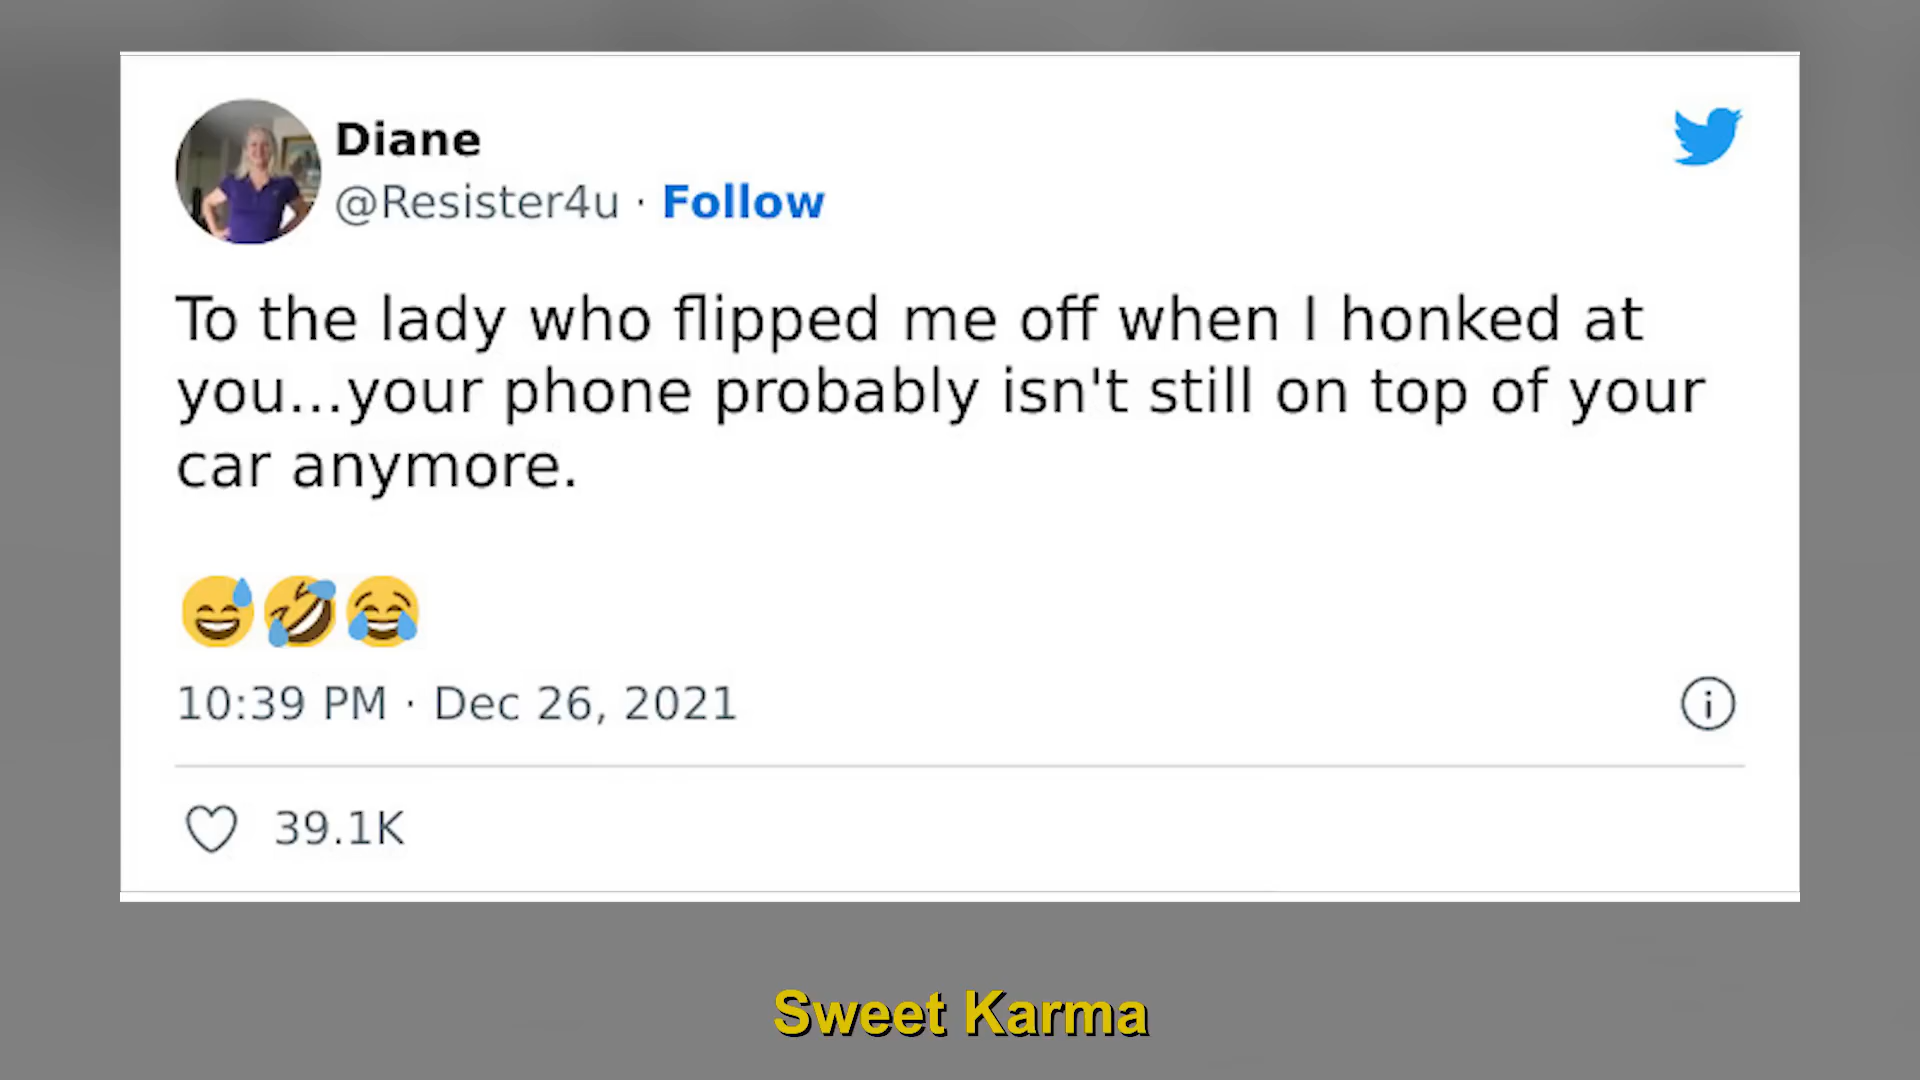 Diane
@Resister4u · Follow
To the lady who flipped me off when I honked at
you...your phone probably isn't still on top of your
car anymore.
😅🤣😂
10:39 PM · Dec 26, 2021
39.1K
Sweet Karma